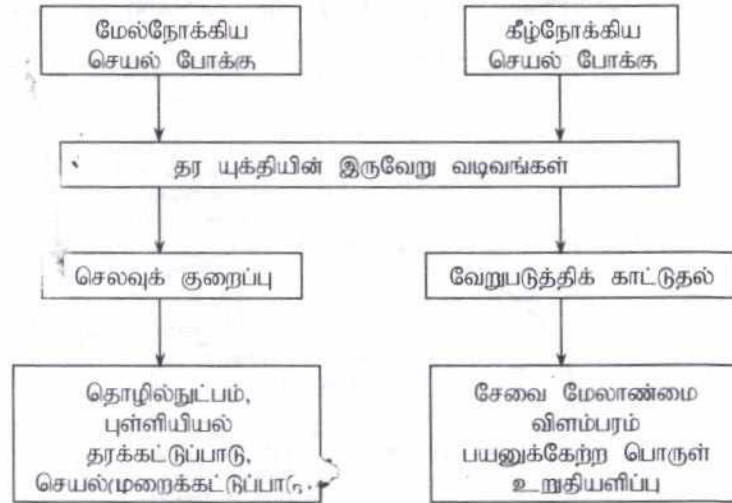 மேல்நோக்கிய
செயல் போக்கு
கீழ்நோக்கிய
செயல் போக்கு
தர யுக்தியின் இருவேறு வடிவங்கள்
செலவுக் குறைப்பு
வேறுபடுத்திக் காட்டுதல்
தொழில்நுட்பம்,
புள்ளியியல்
தரக்கட்டுப்பாடு,
சேவை மேலாண்மை
விளம்பரம்
பயனுக்கேற்ற பொருள்
உறுதியளிப்பு